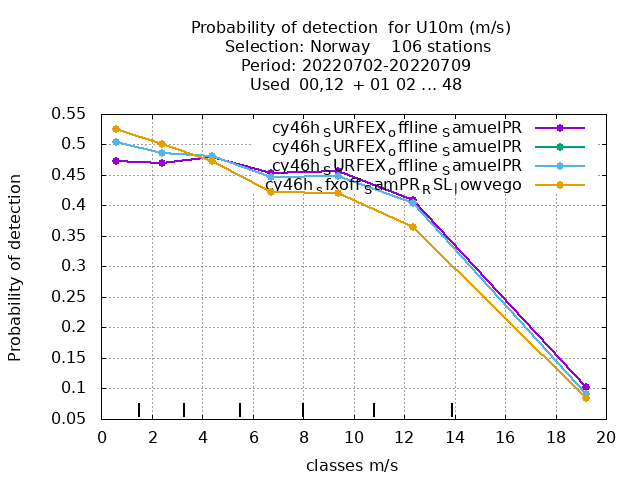 Probability of detection for U10m (m/s)
Selection: Norway 106 stations
Period: 20220702-20220709
Used 00,12 + 01 02 ... 48
cy46h_SURFEX_offline_SamuelPR
cy46h_SURFEX_offline_SamuelPR
cy46h_SURFEX_offline_SamuelPR
cy46h_sfxoff_SamPR_RSL_lowvego
Probability of detection
0.55
0.5
0.45
0.4
0.35
0.3
0.25
0.2
0.15
0.1
0.05
0 2 4 6 8 10 12 14 16 18 20
classes m/s